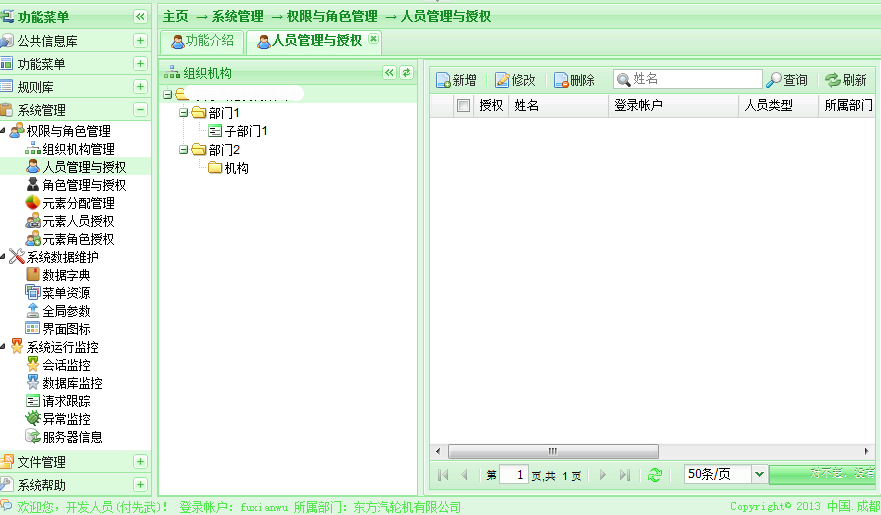 功能菜单
公共信息库
功能菜单
规则库
系统管理
权限与角色管理
组织机构管理
人员管理与授权
角色管理与授权
元素分配管理
元素人员授权
元素角色授权
系统数据维护
数据字典
菜单资源
全局参数
界面图标
系统运行监控
会话监控
数据库监控
请求跟踪
异常监控
服务器信息
文件管理
系统帮助
主页 →系统管理 →权限与角色管理 →人员管理与授权
功能介绍 人员管理与授权
组织机构
部门1
子部门1
部门2
机构
新增 修改 删除 姓名 查询 刷新
授权 姓名 登录帐户 人员类型 所属部门
第 1 页,共 1 页 50条/页 对不起, 没有
欢迎您, 开发人员(付先武)! 登录帐户: fuxianwu 所属部门: 东方汽轮机有限公司
Copyright© 2013 中国.成都